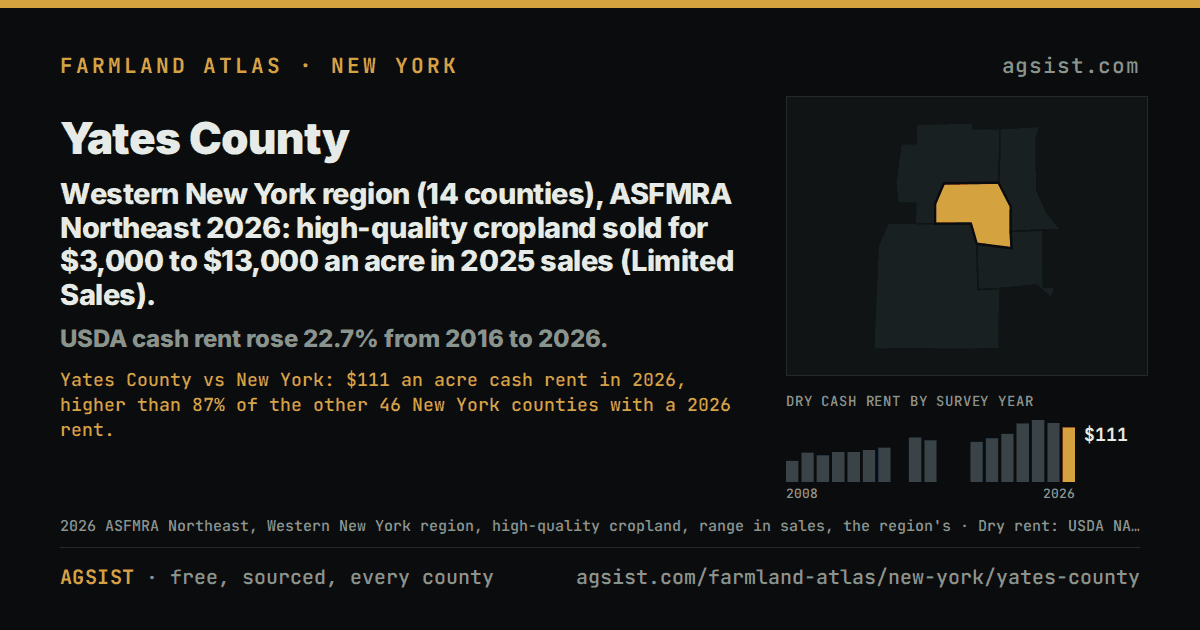 FARMLAND ATLAS · NEW YORK
agsist.com
Yates County
Western New York region (14 counties), ASFMRA
Northeast 2026: high-quality cropland sold for
$3,000 to $13,000 an acre in 2025 sales (Limited
Sales).
USDA cash rent rose 22.7% from 2016 to 2026.
Yates County vs New York: $111 an acre cash rent in 2026,
higher than 87% of the other 46 New York counties with a 2026
rent.
DRY CASH RENT BY SURVEY YEAR
$111
2008
2026
2026 ASFMRA Northeast, Western New York region, high-quality cropland, range in sales, the region's · Dry rent: USDA NA…
AGSIST · free, sourced, every county
agsist.com/farmland-atlas/new-york/yates-county